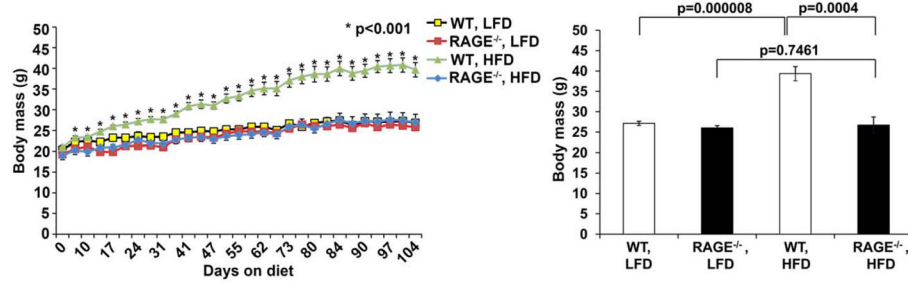 * p<0.001
WT, LFD
RAGE-/-, LFD
WT, HFD
RAGE-/-, HFD
Body mass (g)
50
45
40
35
30
25
20
15
10
5
0
0 10 17 24 31 41 47 55 62 73 80 84 90 97 104
Days on diet
p=0.000008
p=0.0004
p=0.7461
Body mass (g)
50
45
40
35
30
25
20
15
10
5
0
WT, LFD
RAGE-/-, LFD
WT, HFD
RAGE-/-, HFD